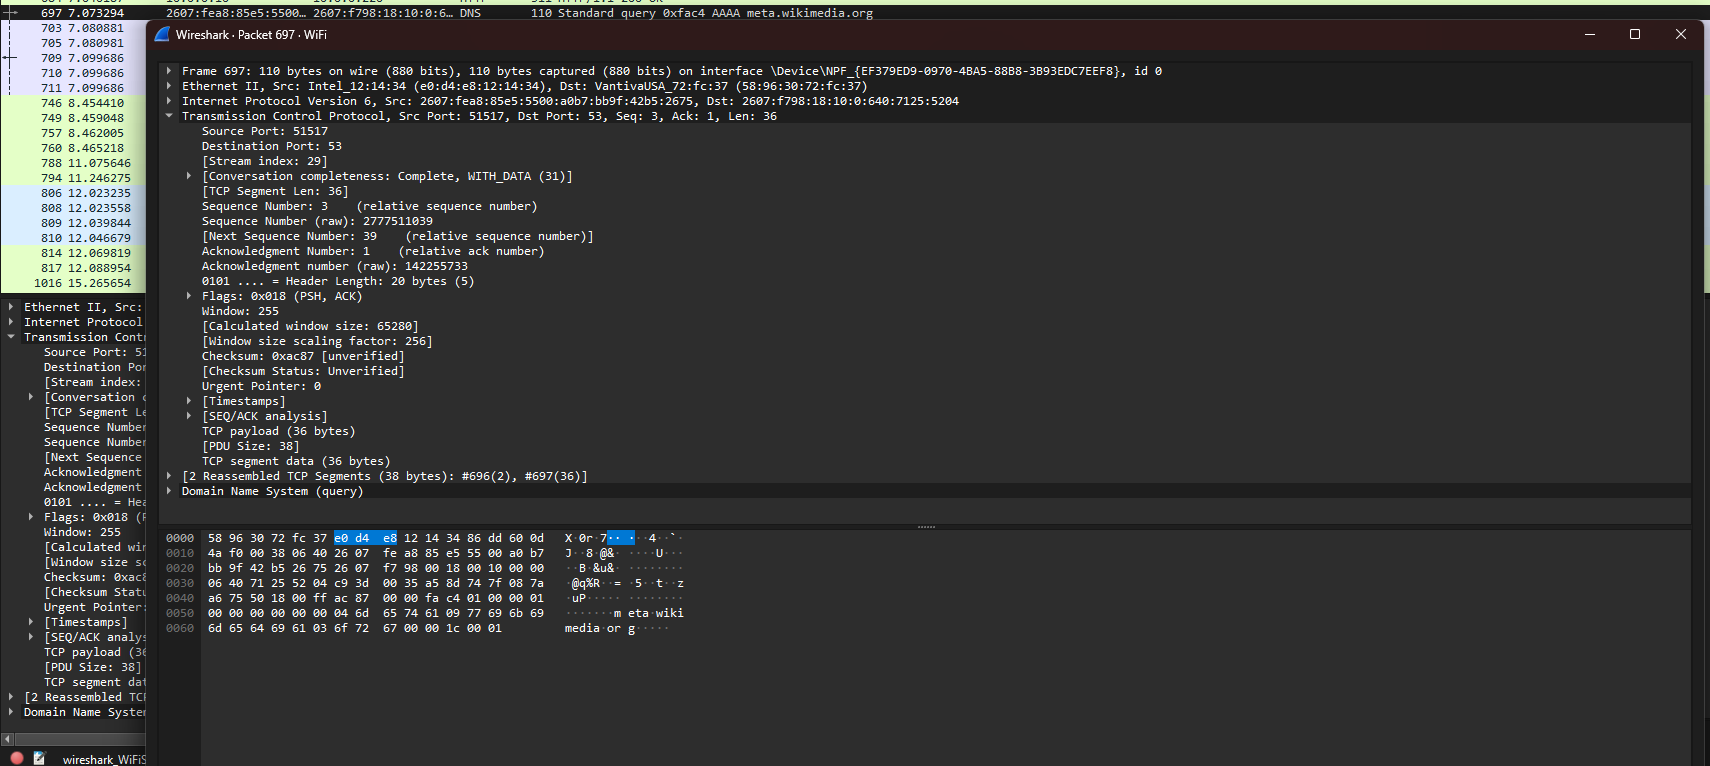 697 7.073294 2607:fea8:85e5:5500… 2607:f798:18:10:0:6… DNS 110 Standard query 0xfac4 AAAA meta.wikimedia.org
703 7.080881
705 7.080981
709 7.099686
710 7.099686
711 7.099686
746 8.454410
749 8.459048
757 8.462005
760 8.465218
788 11.075646
794 11.246275
806 12.023235
808 12.023558
809 12.039844
810 12.046679
814 12.069819
817 12.088954
1016 15.265654
Ethernet II, Src:
Internet Protocol
Transmission Cont
Source Port: 51
Destination Por
[Stream index:
[Conversation c
[TCP Segment Le
Sequence Number
Sequence Number
[Next Sequence
Acknowledgment
Acknowledgment
0101 .... = Hea
Flags: 0x018 (P
Window: 255
[Calculated win
[Window size sc
Checksum: 0xac8
[Checksum Statu
Urgent Pointer:
[Timestamps]
[SEQ/ACK analys
TCP payload (36
[PDU Size: 38]
TCP segment dat
[2 Reassembled TCP
Domain Name System
wireshark_WiFiS
Wireshark · Packet 697 · WiFi
Frame 697: 110 bytes on wire (880 bits), 110 bytes captured (880 bits) on interface \Device\NPF_{EF379ED9-0970-4BA5-88B8-3B93EDC7EEF8}, id 0
Ethernet II, Src: Intel_12:14:34 (e0:d4:e8:12:14:34), Dst: VantivaUSA_72:fc:37 (58:96:30:72:fc:37)
Internet Protocol Version 6, Src: 2607:fea8:85e5:5500:a0b7:bb9f:42b5:2675, Dst: 2607:f798:18:10:0:640:7125:5204
Transmission Control Protocol, Src Port: 51517, Dst Port: 53, Seq: 3, Ack: 1, Len: 36
Source Port: 51517
Destination Port: 53
[Stream index: 29]
[Conversation completeness: Complete, WITH_DATA (31)]
[TCP Segment Len: 36]
Sequence Number: 3    (relative sequence number)
Sequence Number (raw): 2777511039
[Next Sequence Number: 39    (relative sequence number)]
Acknowledgment Number: 1    (relative ack number)
Acknowledgment number (raw): 142255733
0101 .... = Header Length: 20 bytes (5)
Flags: 0x018 (PSH, ACK)
Window: 255
[Calculated window size: 65280]
[Window size scaling factor: 256]
Checksum: 0xac87 [unverified]
[Checksum Status: Unverified]
Urgent Pointer: 0
[Timestamps]
[SEQ/ACK analysis]
TCP payload (36 bytes)
[PDU Size: 38]
TCP segment data (36 bytes)
[2 Reassembled TCP Segments (38 bytes): #696(2), #697(36)]
Domain Name System (query)
0000 58 96 30 72 fc 37 e0 d4 e8 12 14 34 86 dd 60 0d X·0r·7·· ···4··`·
0010 4a f0 00 38 06 40 26 07 fe a8 85 e5 55 00 a0 b7 J··8·@&· ····U···
0020 bb 9f 42 b5 26 75 26 07 f7 98 00 18 00 10 00 00 ··B·&u&· ········
0030 06 40 71 25 52 04 c9 3d 00 35 a5 8d 74 7f 08 7a ·@q%R··= ·5··t··z
0040 a6 75 50 18 00 ff ac 87 00 00 fa c4 01 00 00 01 ·uP····· ········
0050 00 00 00 00 00 00 04 6d 65 74 61 09 77 69 6b 69 ·······m eta·wiki
0060 6d 65 64 69 61 03 6f 72 67 00 00 1c 00 01 media·or g·····